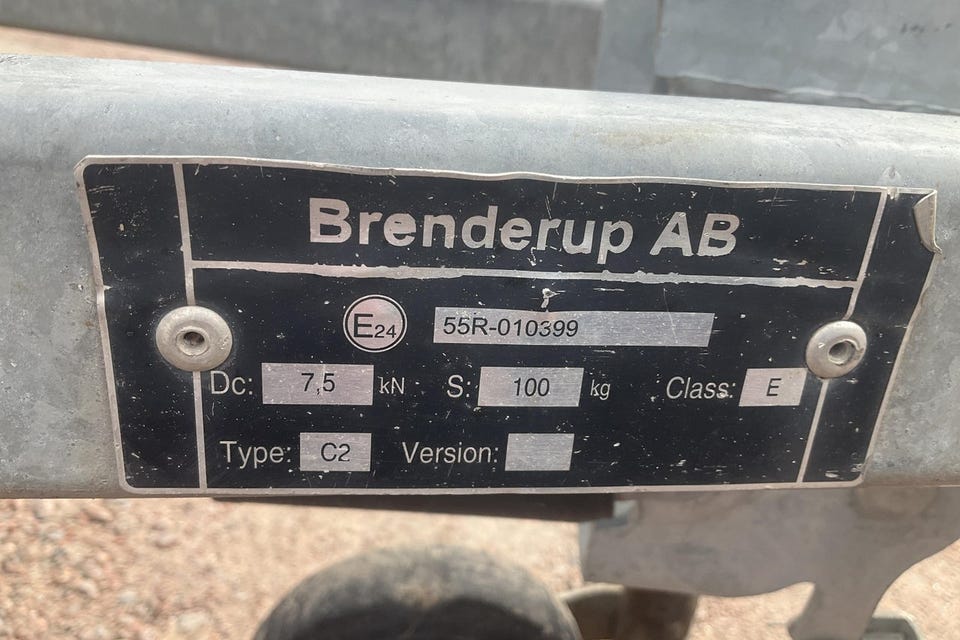 Brenderup AB
E24 55R-010399
Dc: 7,5 kN S: 100 kg Class: E
Type: C2 Version: